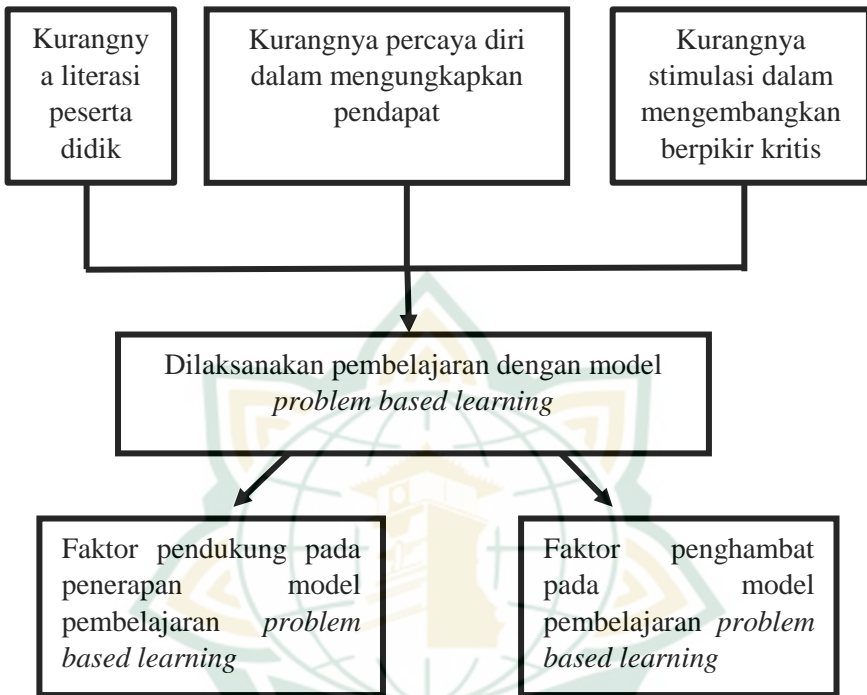 Kurangny
a literasi
peserta
didik
Kurangnya percaya diri
dalam mengungkapkan
pendapat
Kurangnya
stimulasi dalam
mengembangkan
berpikir kritis
Dilaksanakan pembelajaran dengan model
problem based learning
Faktor pendukung pada
penerapan model
pembelajaran problem
based learning
Faktor penghambat
pada model
pembelajaran problem
based learning